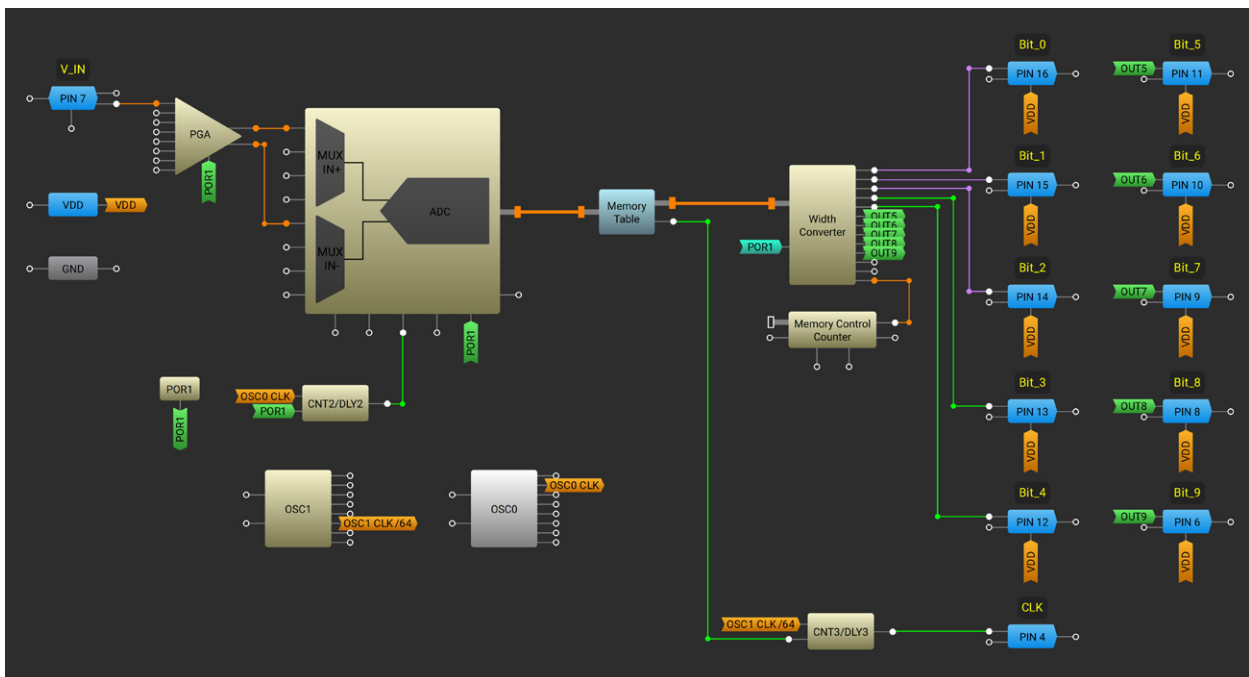 V_IN
PIN 7
PGA
POR1
VDD
VDD
GND
MUX
IN+
MUX
IN-
ADC
POR1
POR1
POR1
OSC0 CLK
POR1
CNT2/DLY2
OSC1
OSC1 CLK /64
OSC0
OSC0 CLK
Memory
Table
Width
Converter
POR1
OUT5
OUT6
OUT7
OUT8
OUT9
Memory Control
Counter
OSC1 CLK /64
CNT3/DLY3
Bit_0
PIN 16
VDD
Bit_1
PIN 15
VDD
Bit_2
PIN 14
VDD
Bit_3
PIN 13
VDD
Bit_4
PIN 12
VDD
CLK
PIN 4
Bit_5
OUT5
PIN 11
VDD
Bit_6
OUT6
PIN 10
VDD
Bit_7
OUT7
PIN 9
VDD
Bit_8
OUT8
PIN 8
VDD
Bit_9
OUT9
PIN 6
VDD